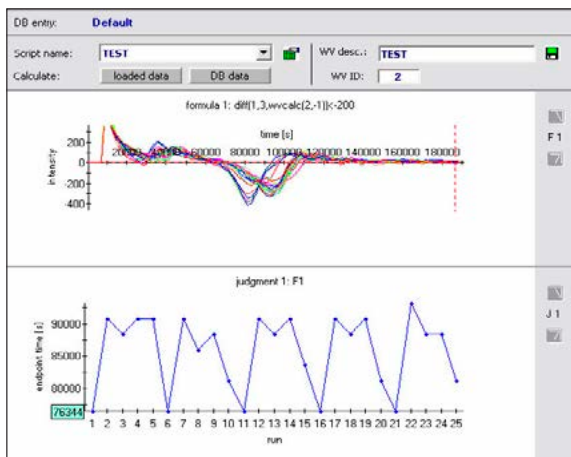 DB entry: Default
Script name: TEST WV desc.: TEST
Calculate: loaded data DB data WV ID: 2
formula 1: diff(1,3,wvcalc(2,-1))<-200
time [s]
200
20000 40000 60000 80000 100000 120000 140000 160000 180000
0
-200
-400
intensity
F 1
judgment 1: F1
90000
85000
80000
76344
endpoint time [s]
1 2 3 4 5 6 7 8 9 10 11 12 13 14 15 16 17 18 19 20 21 22 23 24 25
run
J 1